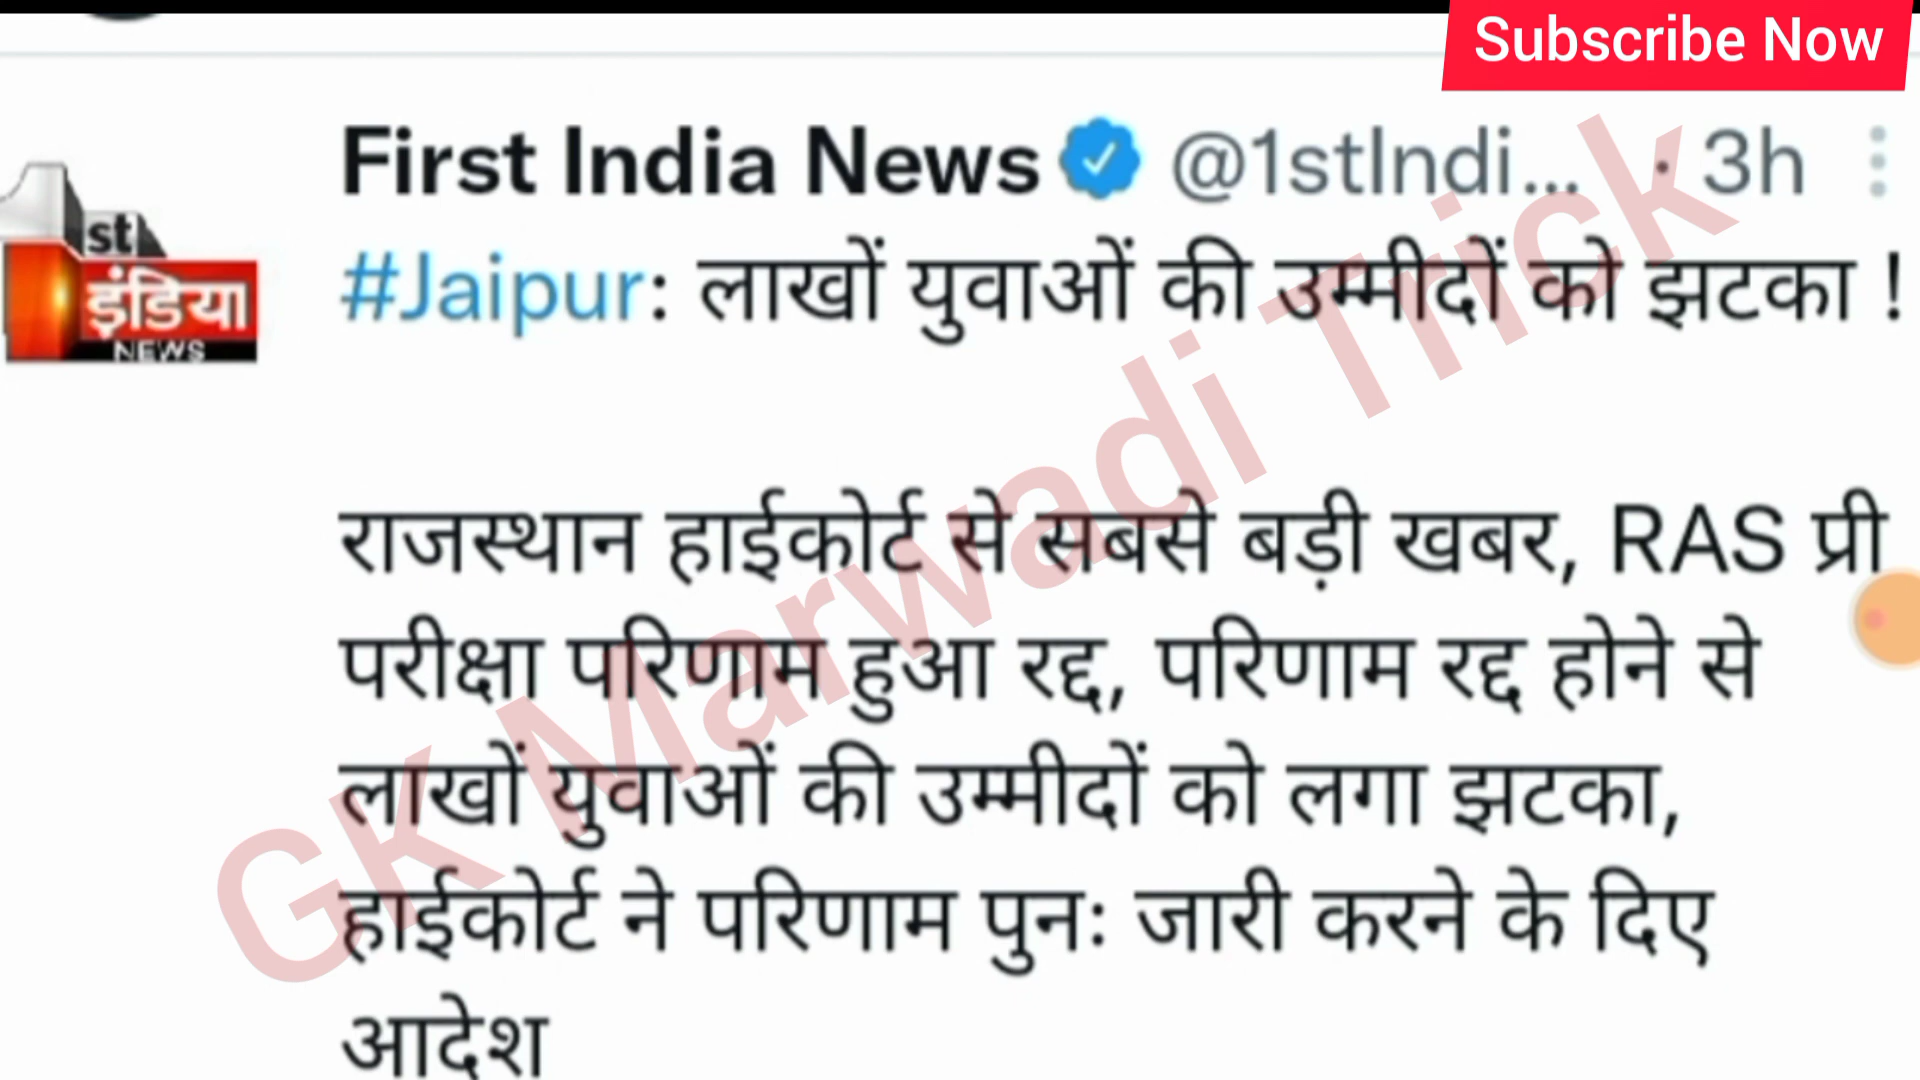 Subscribe Now
First India News @1stIndi... · 3h
1st
इंडिया
NEWS
#Jaipur: लाखों युवाओं की उम्मीदों को झटका !
राजस्थान हाईकोर्ट से सबसे बड़ी खबर, RAS प्री
परीक्षा परिणाम हुआ रद्द, परिणाम रद्द होने से
लाखों युवाओं की उम्मीदों को लगा झटका,
हाईकोर्ट ने परिणाम पुनः जारी करने के दिए
आदेश
GK Marwadi Trick